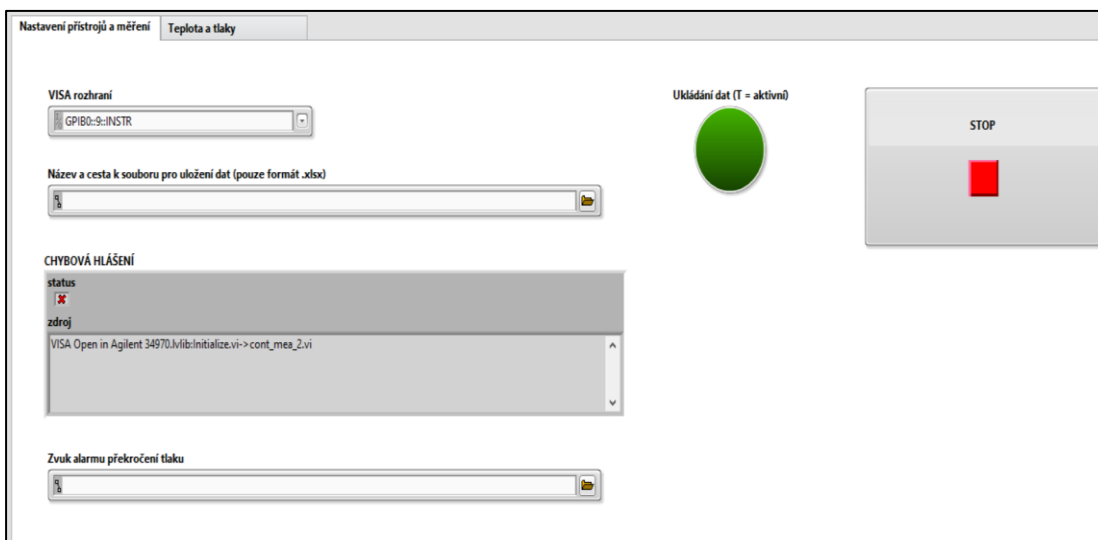 Nastavení přístrojů a měření
Teplota a tlaky
VISA rozhraní
GPIB0::9::INSTR
Ukládání dat (T = aktivní)
STOP
Název a cesta k souboru pro uložení dat (pouze formát .xlsx)
CHYBOVÁ HLÁŠENÍ
status
zdroj
VISA Open in Agilent 34970.lvlib:Initialize.vi->cont_mea_2.vi
Zvuk alarmu překročení tlaku